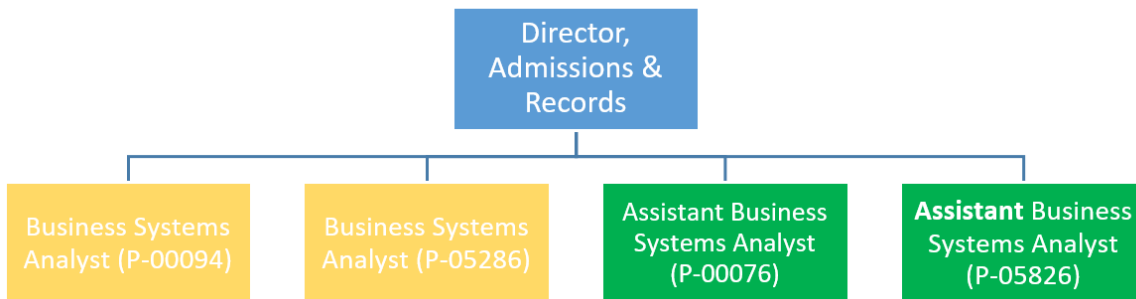 Director,
Admissions &
Records
Business Systems
Analyst (P-00094)
Business Systems
Analyst (P-05286)
Assistant Business
Systems Analyst
(P-00076)
Assistant Business
Systems Analyst
(P-05826)